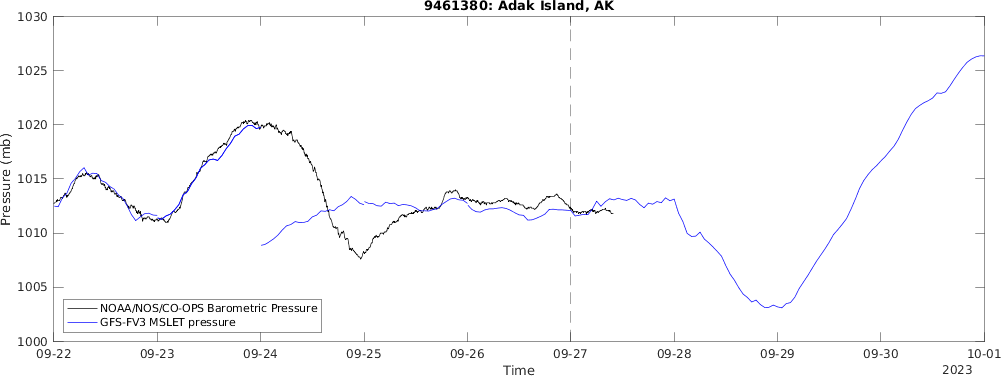 9461380: Adak Island, AK
Pressure (mb)
1030
1025
1020
1015
1010
1005
1000
NOAA/NOS/CO-OPS Barometric Pressure
GFS-FV3 MSLET pressure
09-22 09-23 09-24 09-25 09-26 09-27 09-28 09-29 09-30 10-01
Time
2023